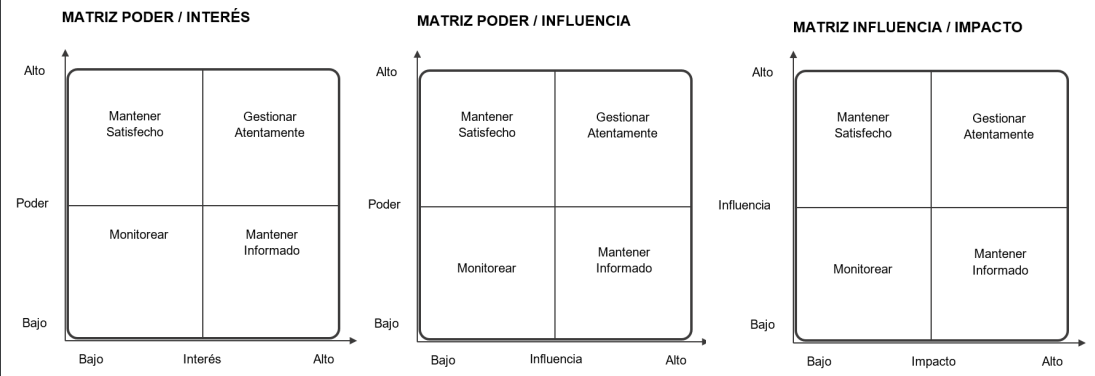 MATRIZ PODER / INTERÉS
Alto
Mantener
Satisfecho
Gestionar
Atentamente
Poder
Monitorear
Mantener
Informado
Bajo
Bajo
Interés
Alto
MATRIZ PODER / INFLUENCIA
Alto
Mantener
Satisfecho
Gestionar
Atentamente
Poder
Monitorear
Mantener
Informado
Bajo
Bajo
Influencia
Alto
MATRIZ INFLUENCIA / IMPACTO
Alto
Mantener
Satisfecho
Gestionar
Atentamente
Influencia
Monitorear
Mantener
Informado
Bajo
Bajo
Impacto
Alto